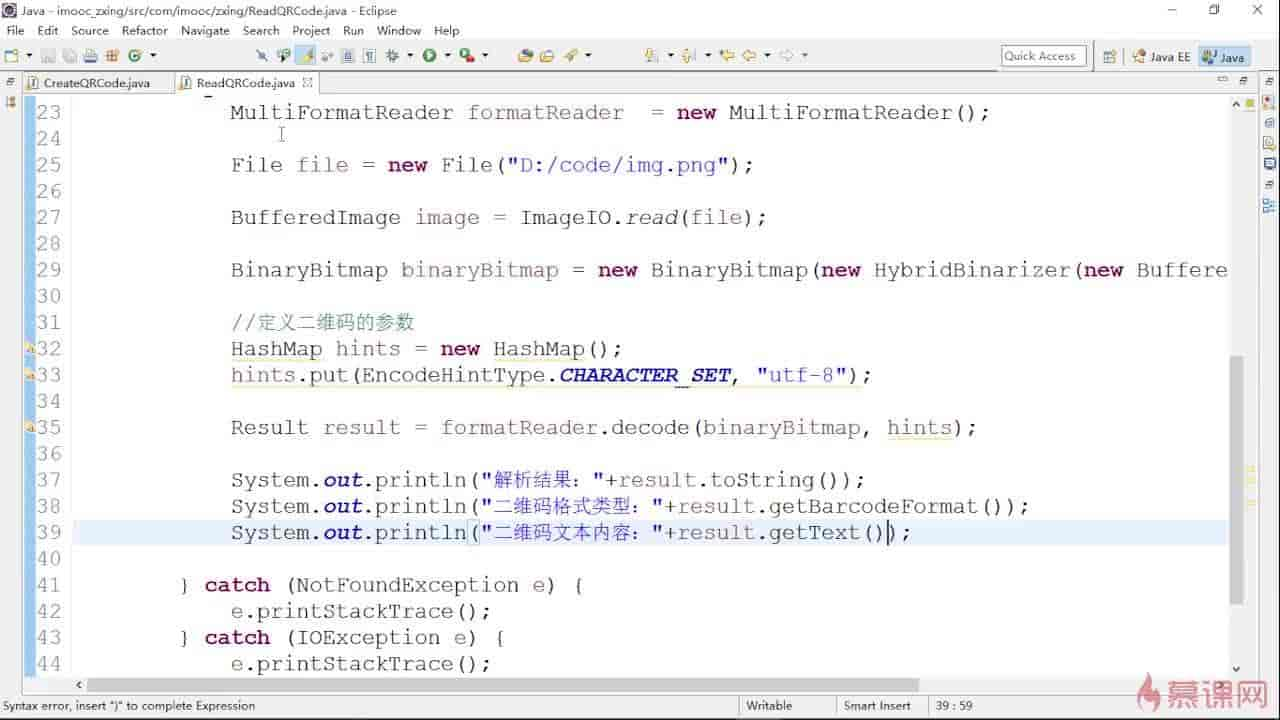 Java - imooc_zxing/src/com/imooc/zxing/ReadQRCode.java - Eclipse
File Edit Source Refactor Navigate Search Project Run Window Help
Quick Access Java EE Java
CreateQRCode.java ReadQRCode.java
23 MultiFormatReader formatReader = new MultiFormatReader();
24
25 File file = new File("D:/code/img.png");
26
27 BufferedImage image = ImageIO.read(file);
28
29 BinaryBitmap binaryBitmap = new BinaryBitmap(new HybridBinarizer(new Buffere
30
31 //定义二维码的参数
32 HashMap hints = new HashMap();
33 hints.put(EncodeHintType.CHARACTER_SET, "utf-8");
34
35 Result result = formatReader.decode(binaryBitmap, hints);
36
37 System.out.println("解析结果："+result.toString());
38 System.out.println("二维码格式类型："+result.getBarcodeFormat());
39 System.out.println("二维码文本内容："+result.getText());
40
41 } catch (NotFoundException e) {
42 e.printStackTrace();
43 } catch (IOException e) {
44 e.printStackTrace();
Syntax error, insert ")" to complete Expression Writable Smart Insert 39 : 59
慕课网